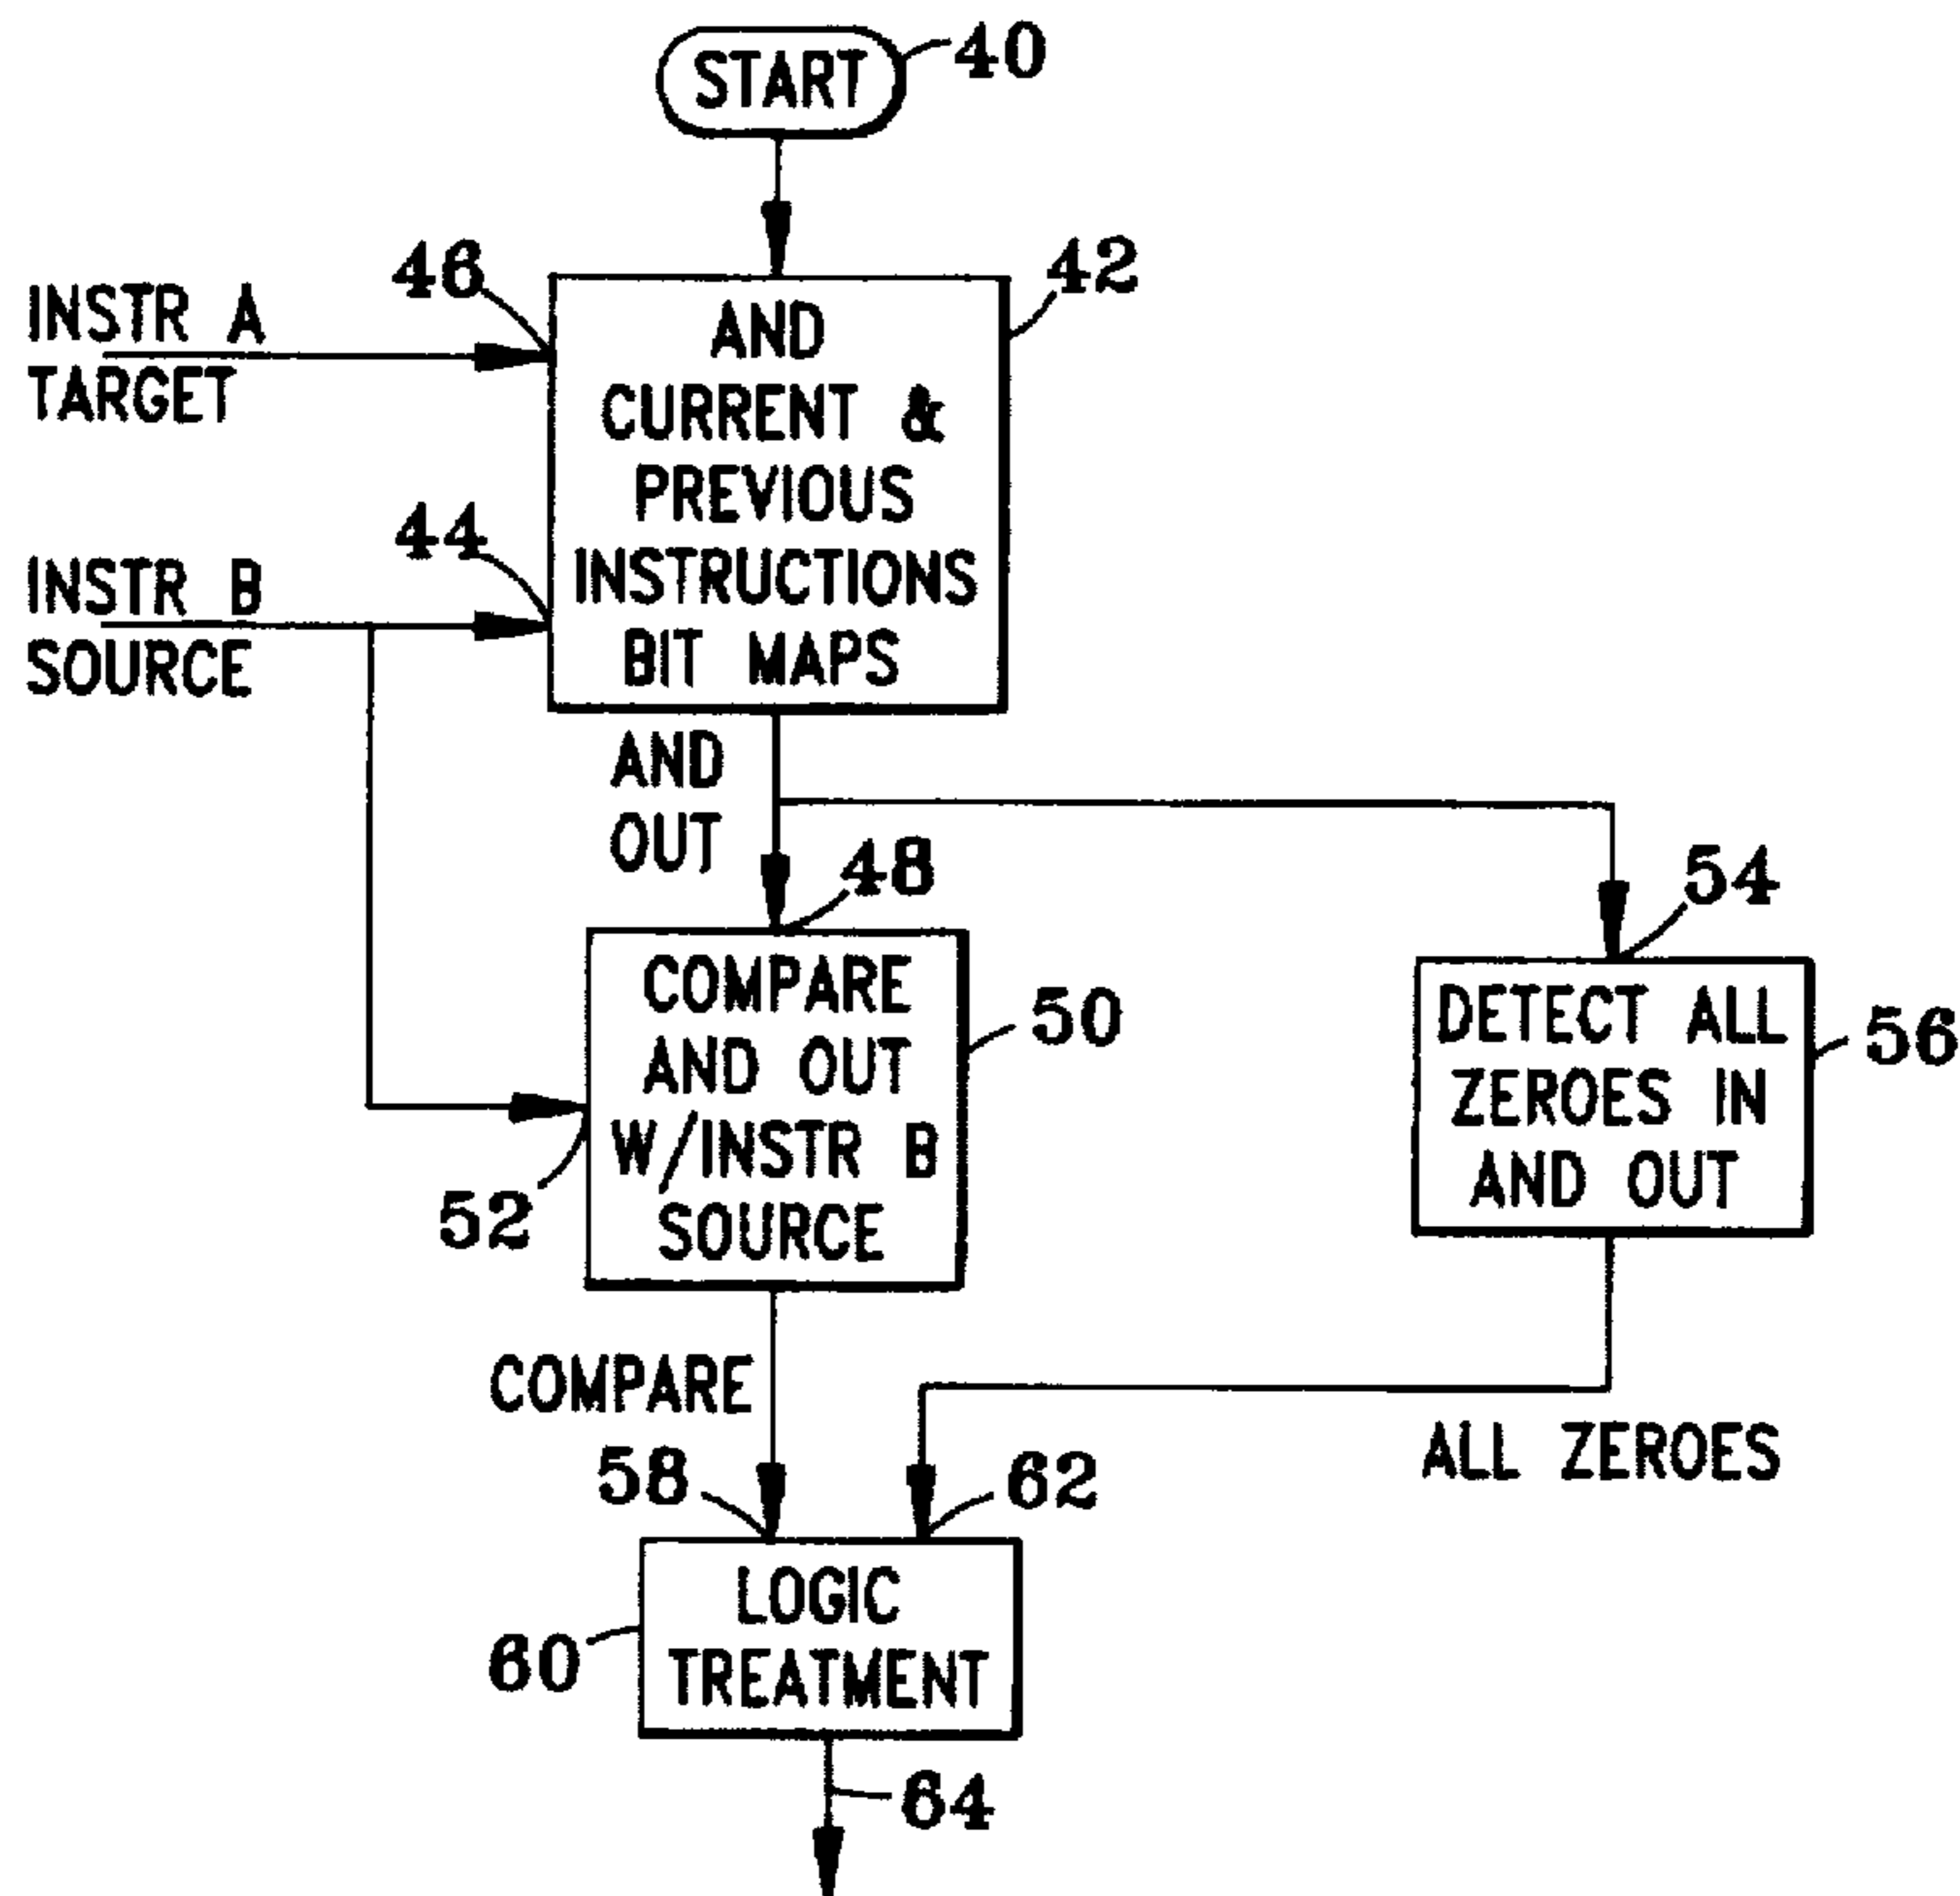 START
40
46
42
INSTR A
TARGET
AND
CURRENT &
PREVIOUS
INSTRUCTIONS
BIT MAPS
44
INSTR B
SOURCE
AND
OUT
48
54
COMPARE
AND OUT
W/INSTR B
SOURCE
50
52
DETECT ALL
ZEROES IN
AND OUT
56
COMPARE
ALL ZEROES
58
62
LOGIC
TREATMENT
60
64